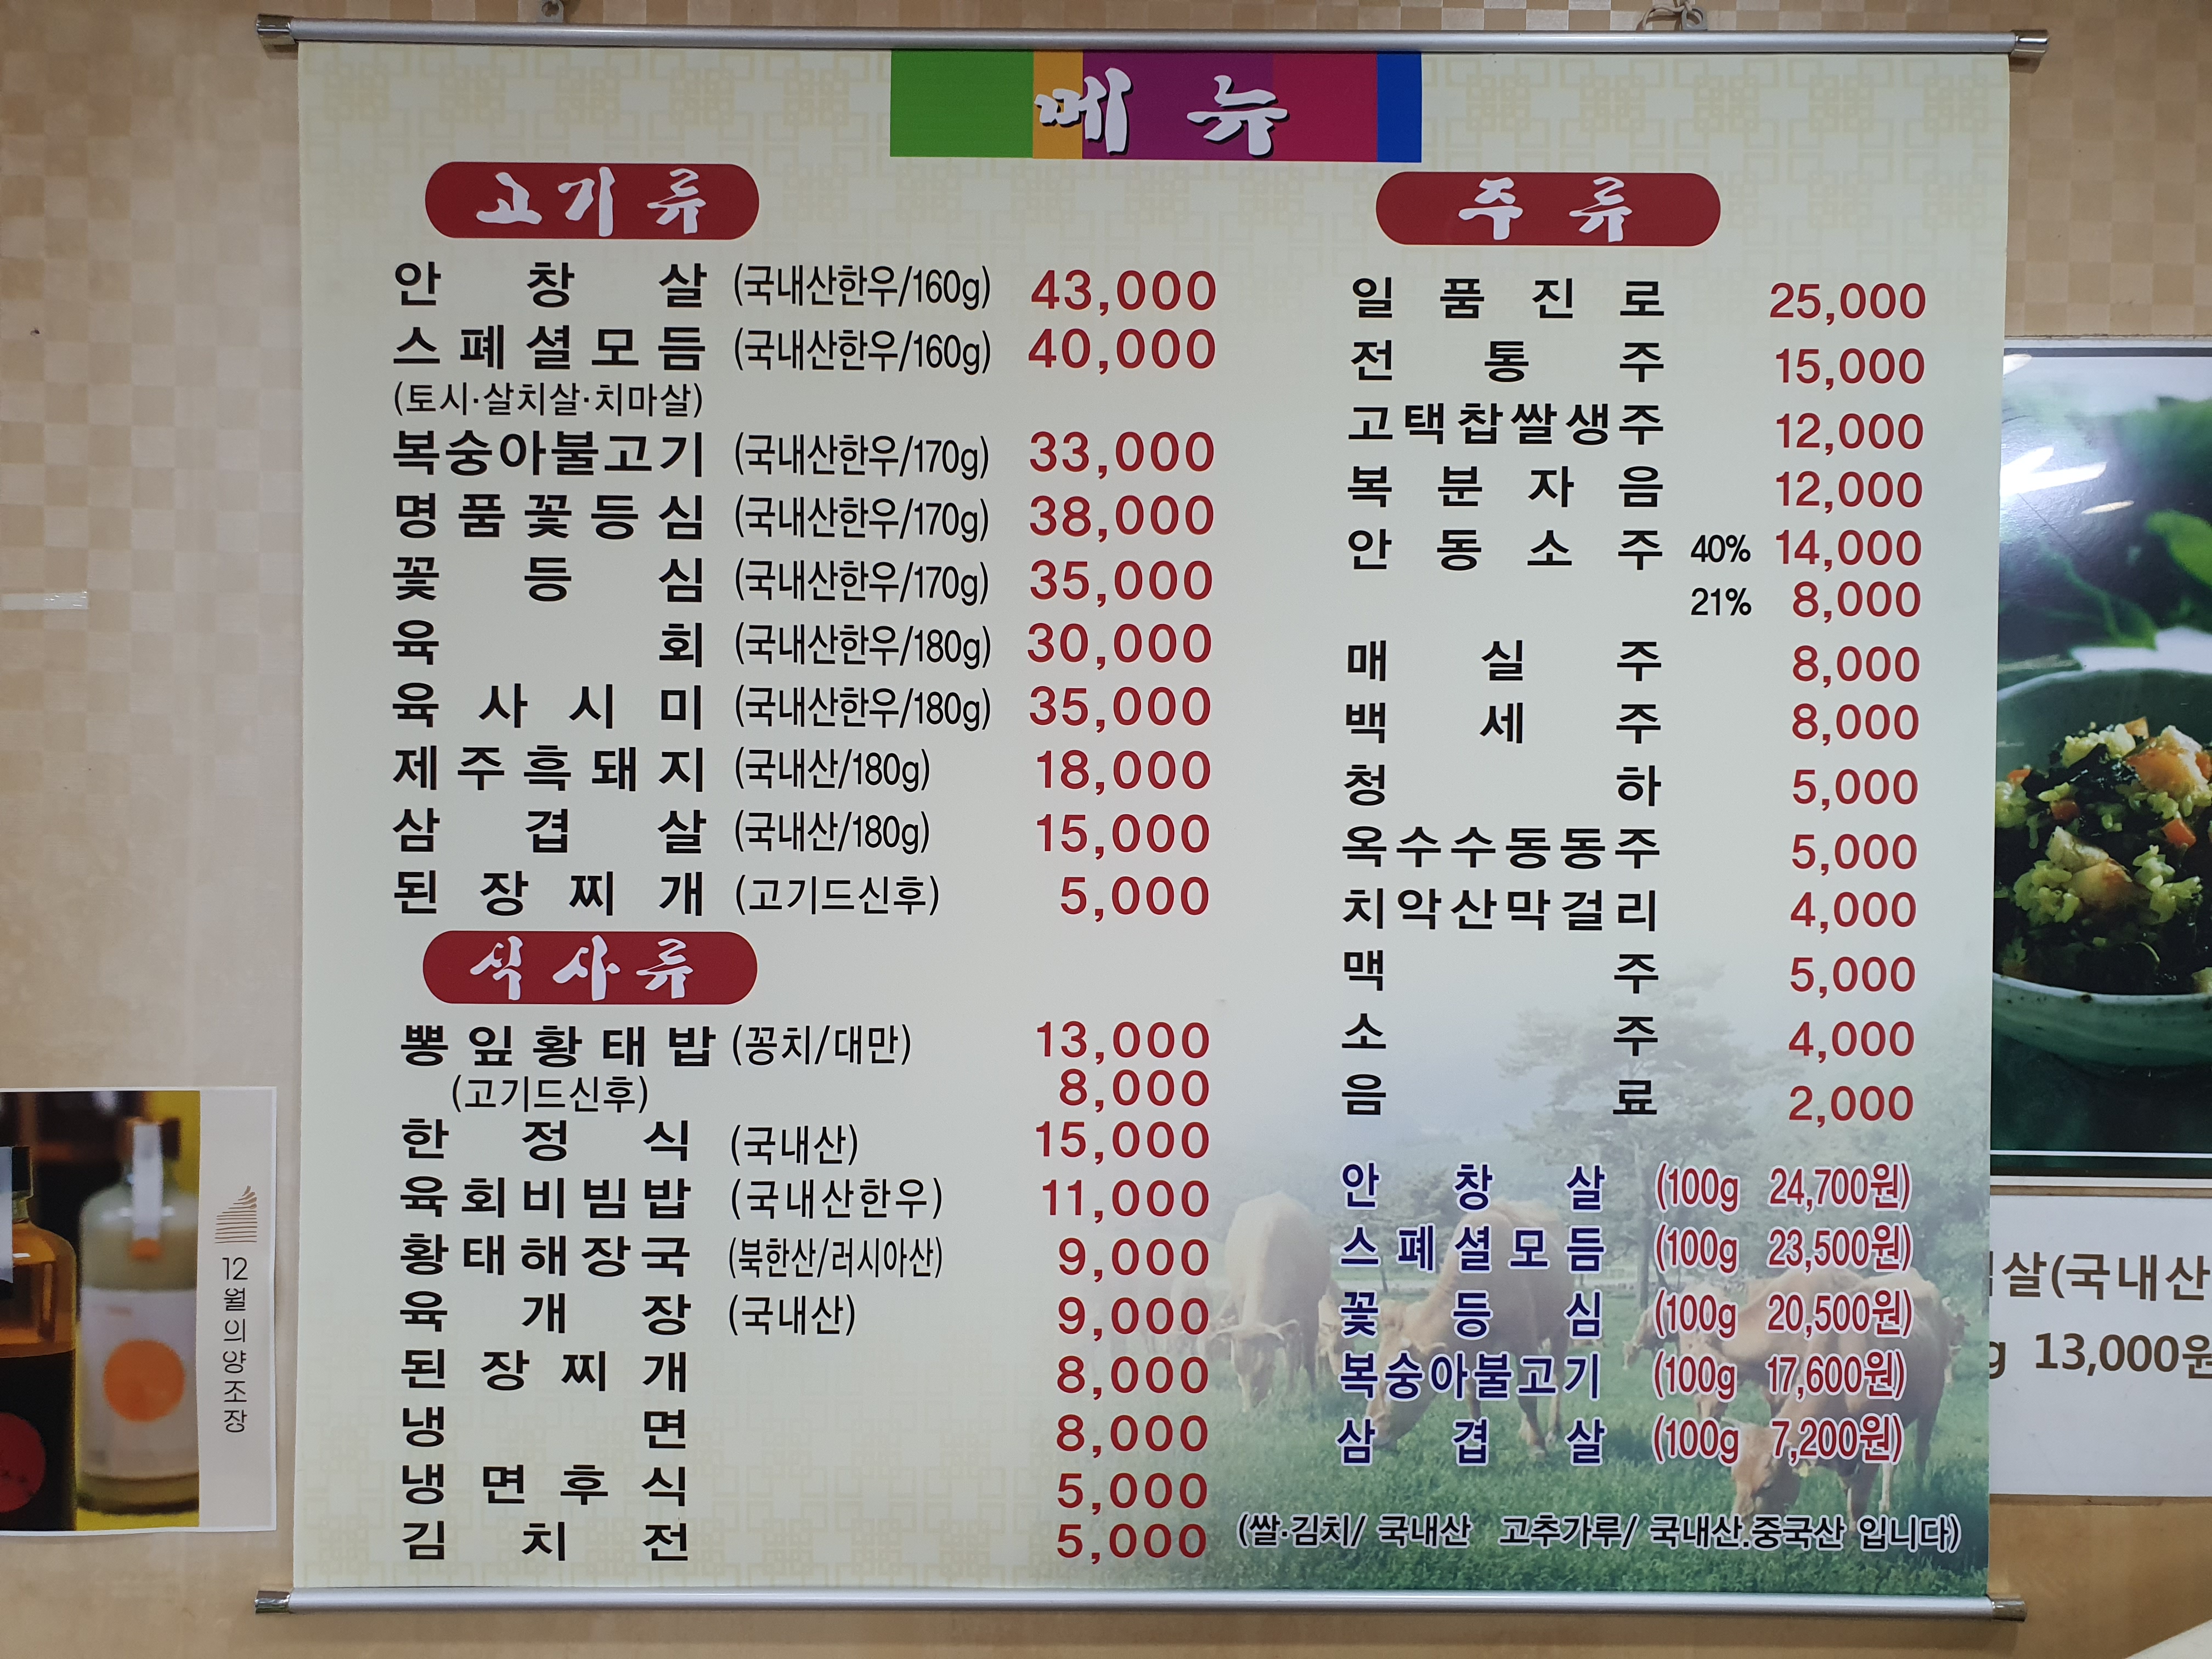 메뉴
고기류
안창살 (국내산한우/160g) 43,000
스페셜모듬 (국내산한우/160g) 40,000
(토시·살치살·치마살)
복숭아불고기 (국내산한우/170g) 33,000
명품꽃등심 (국내산한우/170g) 38,000
꽃등심 (국내산한우/170g) 35,000
육회 (국내산한우/180g) 30,000
육사시미 (국내산한우/180g) 35,000
제주흑돼지 (국내산/180g) 18,000
삼겹살 (국내산/180g) 15,000
된장찌개 (고기드신후) 5,000
식사류
뽕잎황태밥 (꽁치/대만) 13,000
(고기드신후) 8,000
한정식 (국내산) 15,000
육회비빔밥 (국내산한우) 11,000
황태해장국 (북한산/러시아산) 9,000
육개장 (국내산) 9,000
된장찌개 8,000
냉면 8,000
냉면후식 5,000
김치전 5,000
주류
일품진로 25,000
전통주 15,000
고택찹쌀생주 12,000
복분자음 12,000
안동소주 40% 14,000
21% 8,000
매실주 8,000
백세주 8,000
청하 5,000
옥수수동동주 5,000
치악산막걸리 4,000
맥주 5,000
소주 4,000
음료 2,000
안창살 (100g 24,700원)
스페셜모듬 (100g 23,500원)
꽃등심 (100g 20,500원)
복숭아불고기 (100g 17,600원)
삼겹살 (100g 7,200원)
(쌀·김치/ 국내산 고추가루/ 국내산.중국산 입니다)
12월의양조장
살(국내산
g 13,000원